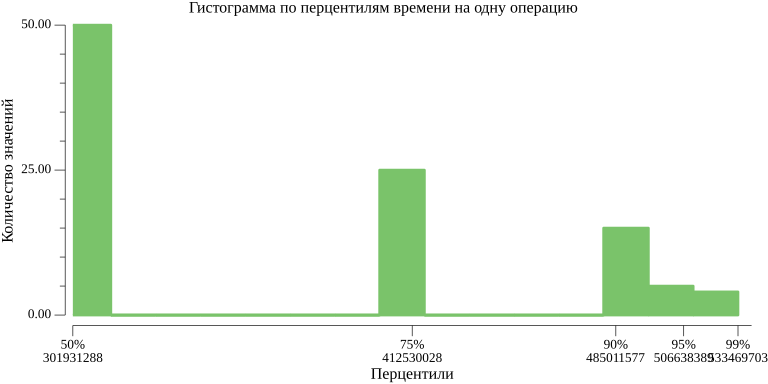 Гистограмма по перцентилям времени на одну операцию
50.00
25.00
0.00
Количество значений
50% 75% 90% 95% 99%
301931288 412530028 485011577 506638389 533469703
Перцентили